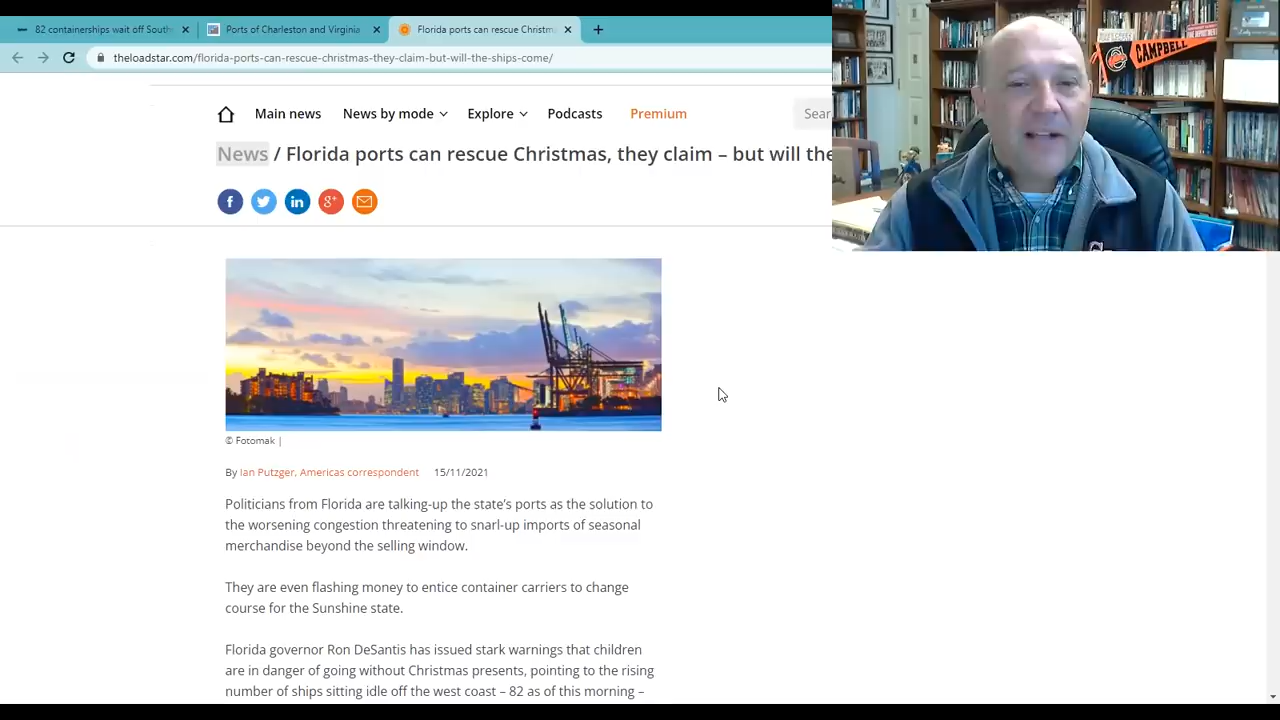 82 containerships wait off South
Ports of Charleston and Virginia
Florida ports can rescue Christm
theloadstar.com/florida-ports-can-rescue-christmas-they-claim-but-will-the-ships-come/
CAMPBELL
Main news News by mode Explore Podcasts Premium Sear
News / Florida ports can rescue Christmas, they claim – but will the
© Fotomak |
By Ian Putzger, Americas correspondent 15/11/2021
Politicians from Florida are talking-up the state's ports as the solution to
the worsening congestion threatening to snarl-up imports of seasonal
merchandise beyond the selling window.
They are even flashing money to entice container carriers to change
course for the Sunshine state.
Florida governor Ron DeSantis has issued stark warnings that children
are in danger of going without Christmas presents, pointing to the rising
number of ships sitting idle off the west coast – 82 as of this morning –